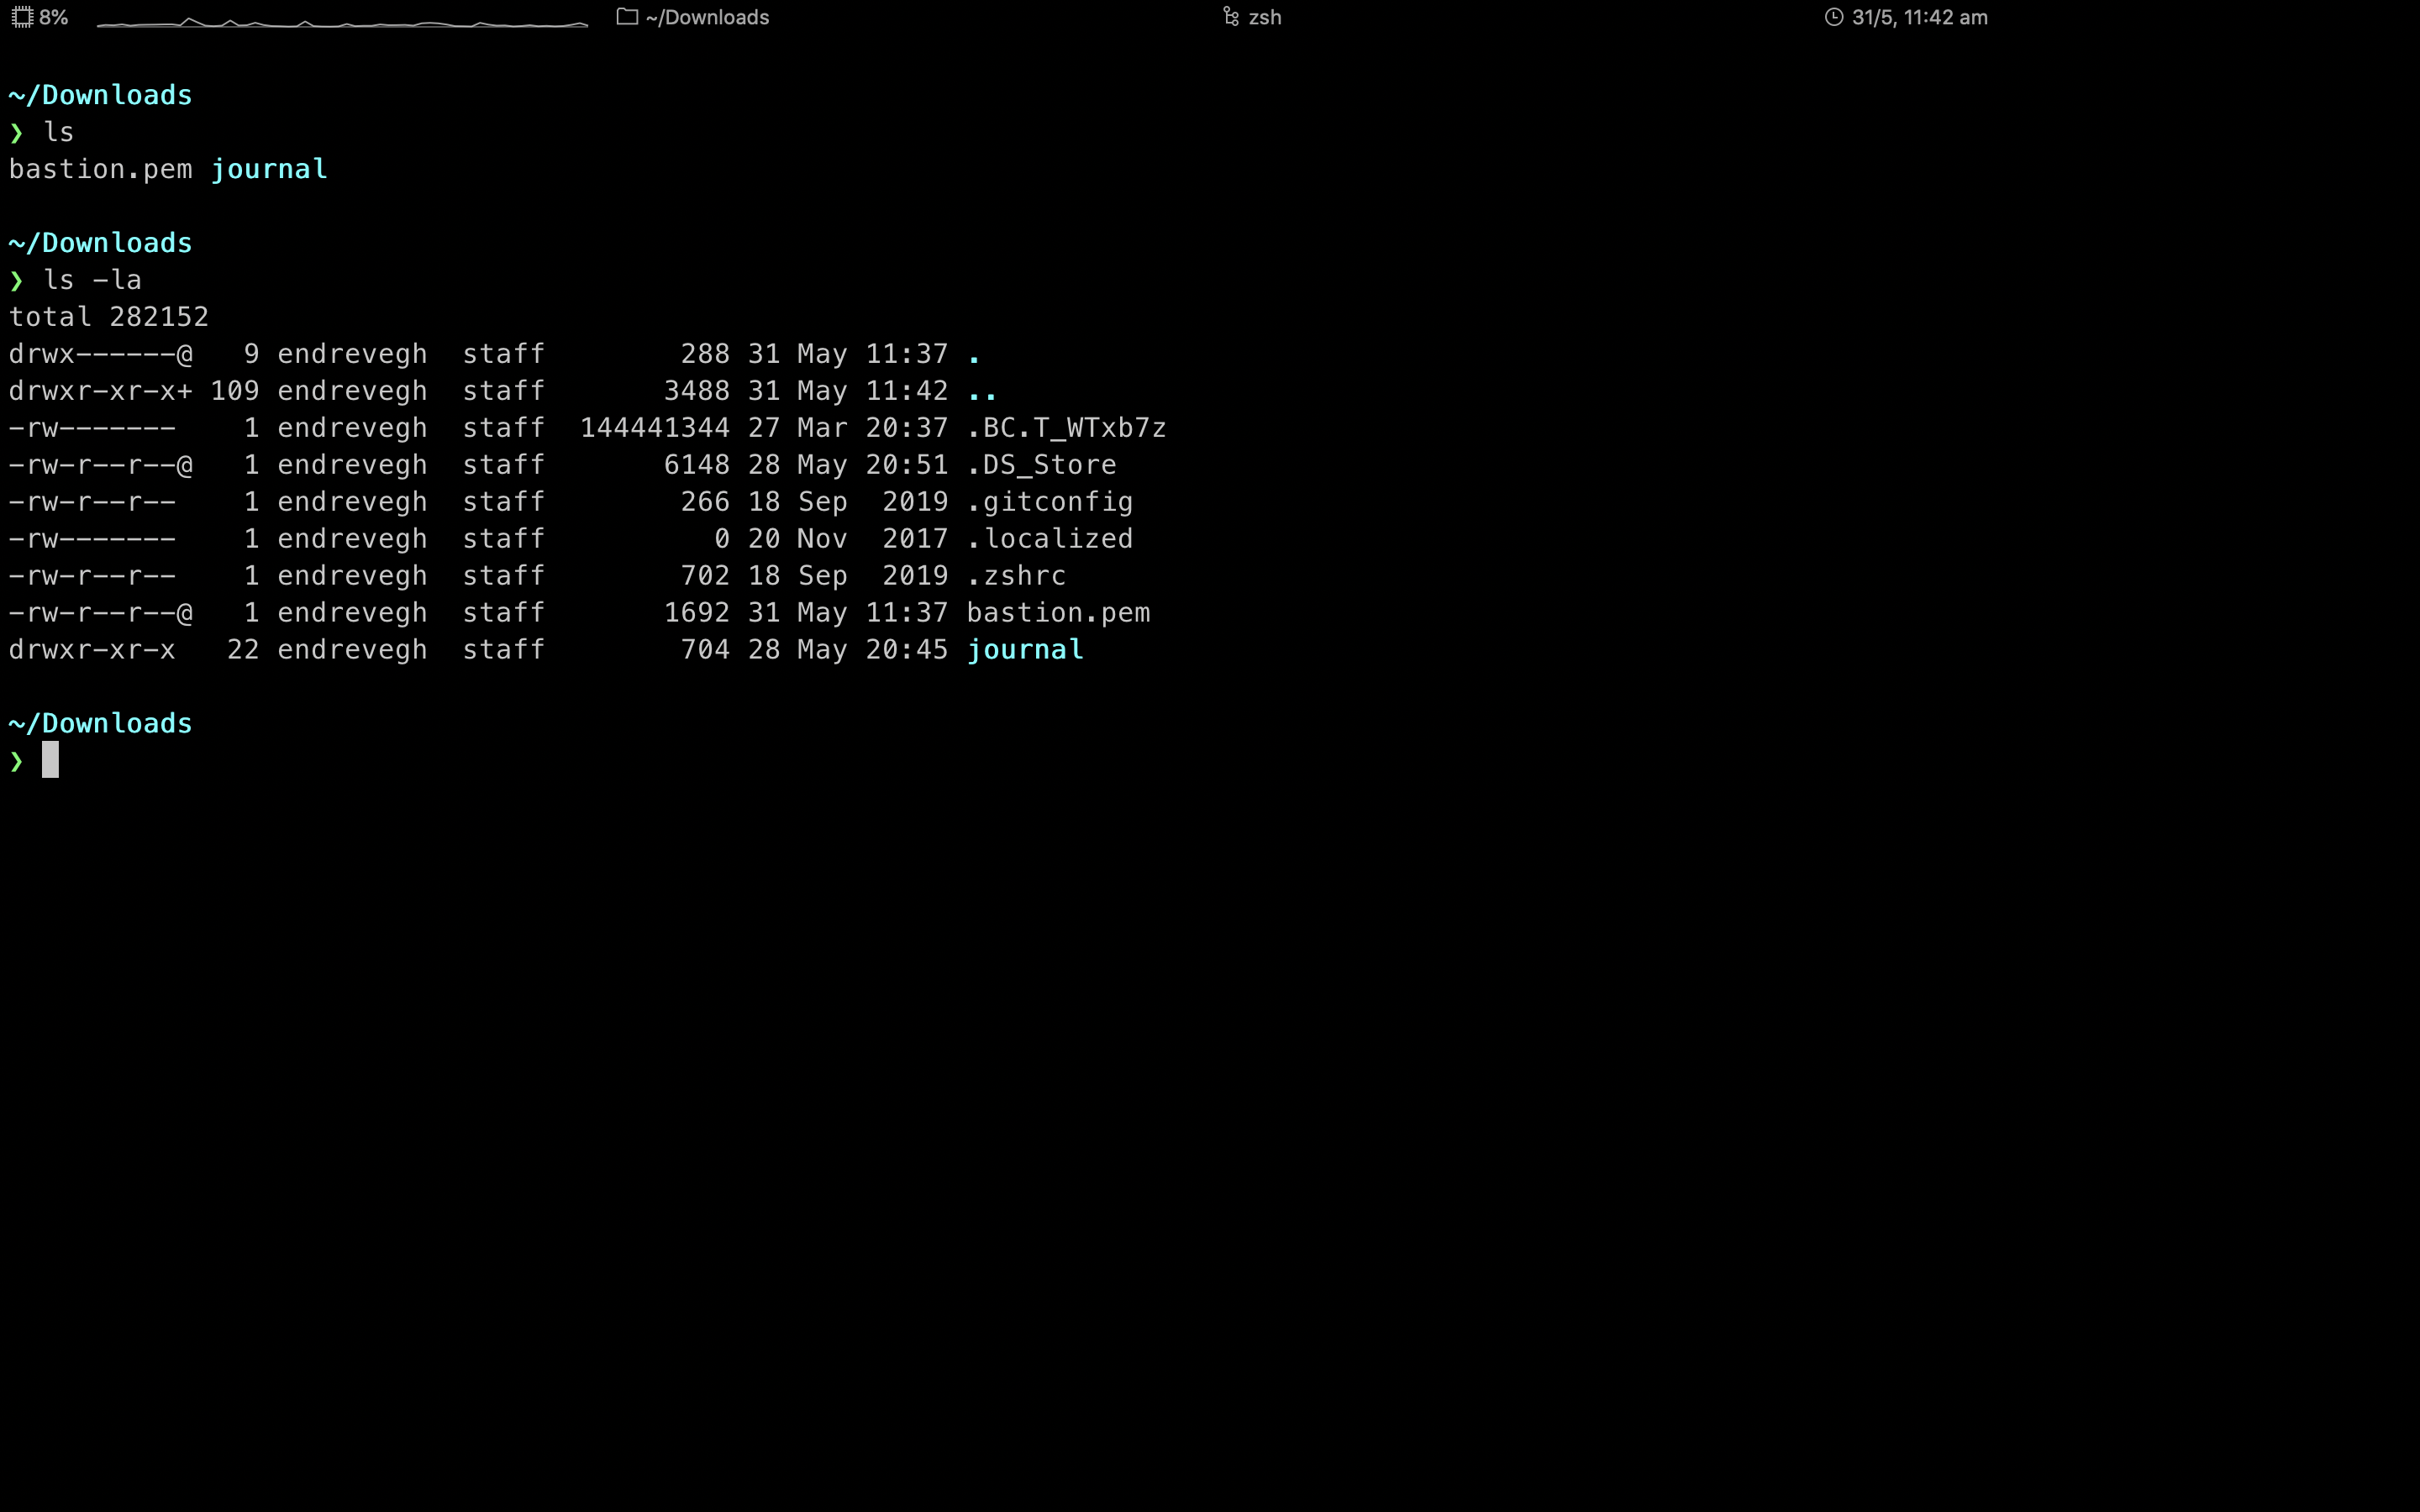 8% ~/Downloads zsh 31/5, 11:42 am
~/Downloads
❯ ls
bastion.pem journal
~/Downloads
❯ ls -la
total 282152
drwx------@   9 endrevegh  staff        288 31 May 11:37 .
drwxr-xr-x+ 109 endrevegh  staff       3488 31 May 11:42 ..
-rw-------    1 endrevegh  staff  144441344 27 Mar 20:37 .BC.T_WTxb7z
-rw-r--r--@   1 endrevegh  staff       6148 28 May 20:51 .DS_Store
-rw-r--r--    1 endrevegh  staff        266 18 Sep  2019 .gitconfig
-rw-------    1 endrevegh  staff          0 20 Nov  2017 .localized
-rw-r--r--    1 endrevegh  staff        702 18 Sep  2019 .zshrc
-rw-r--r--@   1 endrevegh  staff       1692 31 May 11:37 bastion.pem
drwxr-xr-x   22 endrevegh  staff        704 28 May 20:45 journal
~/Downloads
❯